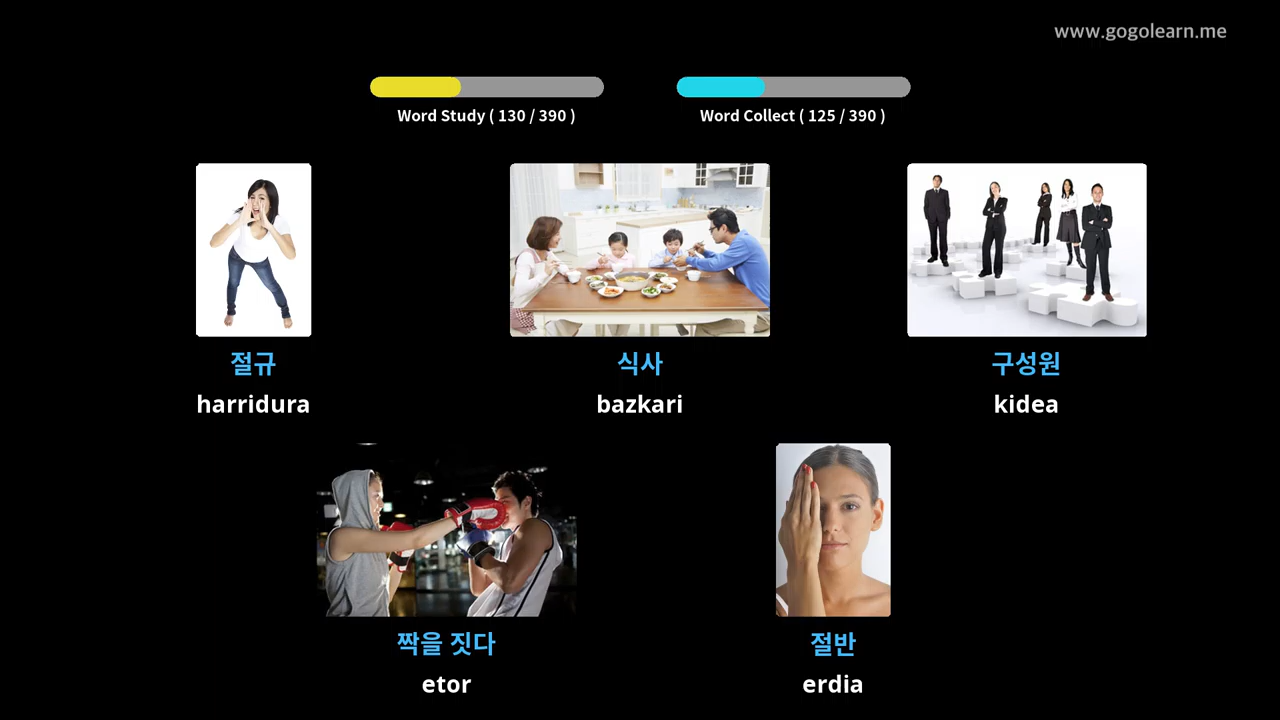 www.gogolearn.me
Word Study ( 130 / 390 )
Word Collect ( 125 / 390 )
절규
식사
구성원
harridura
bazkari
kidea
짝을 짓다
절반
etor
erdia